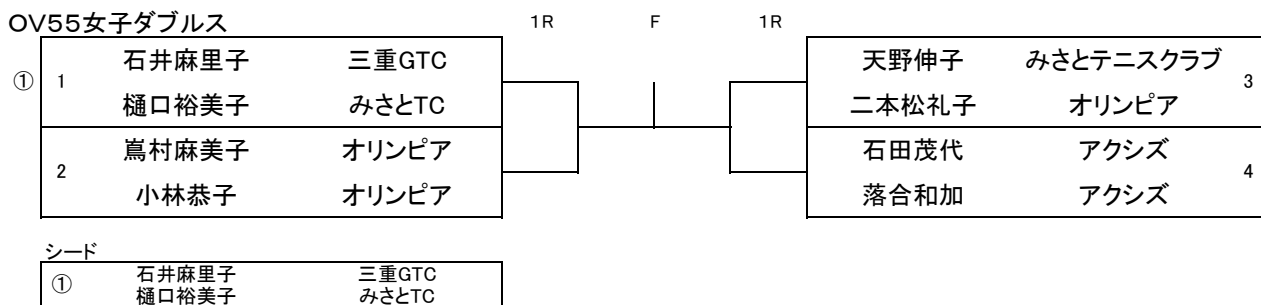 OV55女子ダブルス 1R F 1R
① 1 石井麻里子 三重GTC
樋口裕美子 みさとTC
2 嶌村麻美子 オリンピア
小林恭子 オリンピア
天野伸子 みさとテニスクラブ 3
二本松礼子 オリンピア
石田茂代 アクシズ 4
落合和加 アクシズ
シード
① 石井麻里子 三重GTC
樋口裕美子 みさとTC